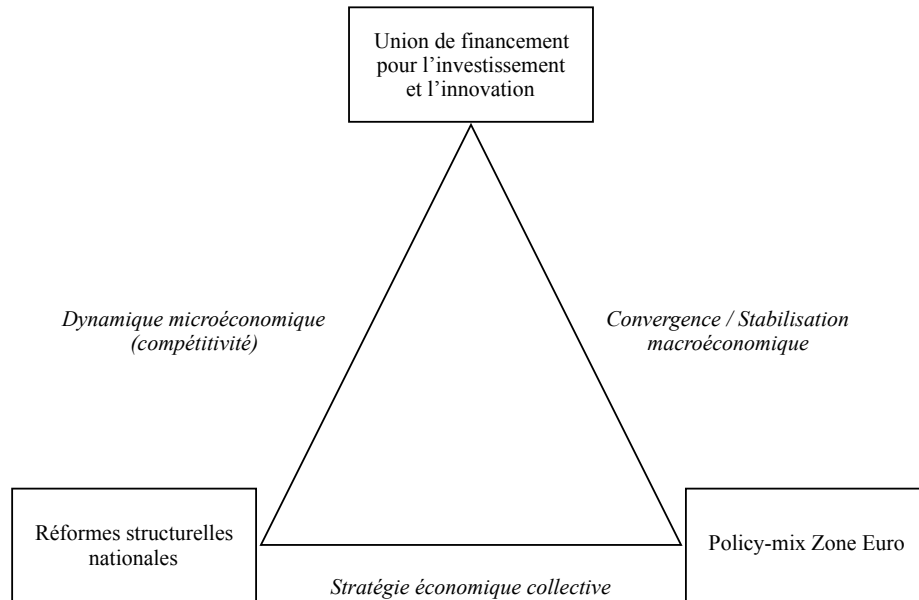 Union de financement
pour l’investissement
et l’innovation
Dynamique microéconomique
(compétitivité)
Convergence / Stabilisation
macroéconomique
Réformes structurelles
nationales
Policy-mix Zone Euro
Stratégie économique collective